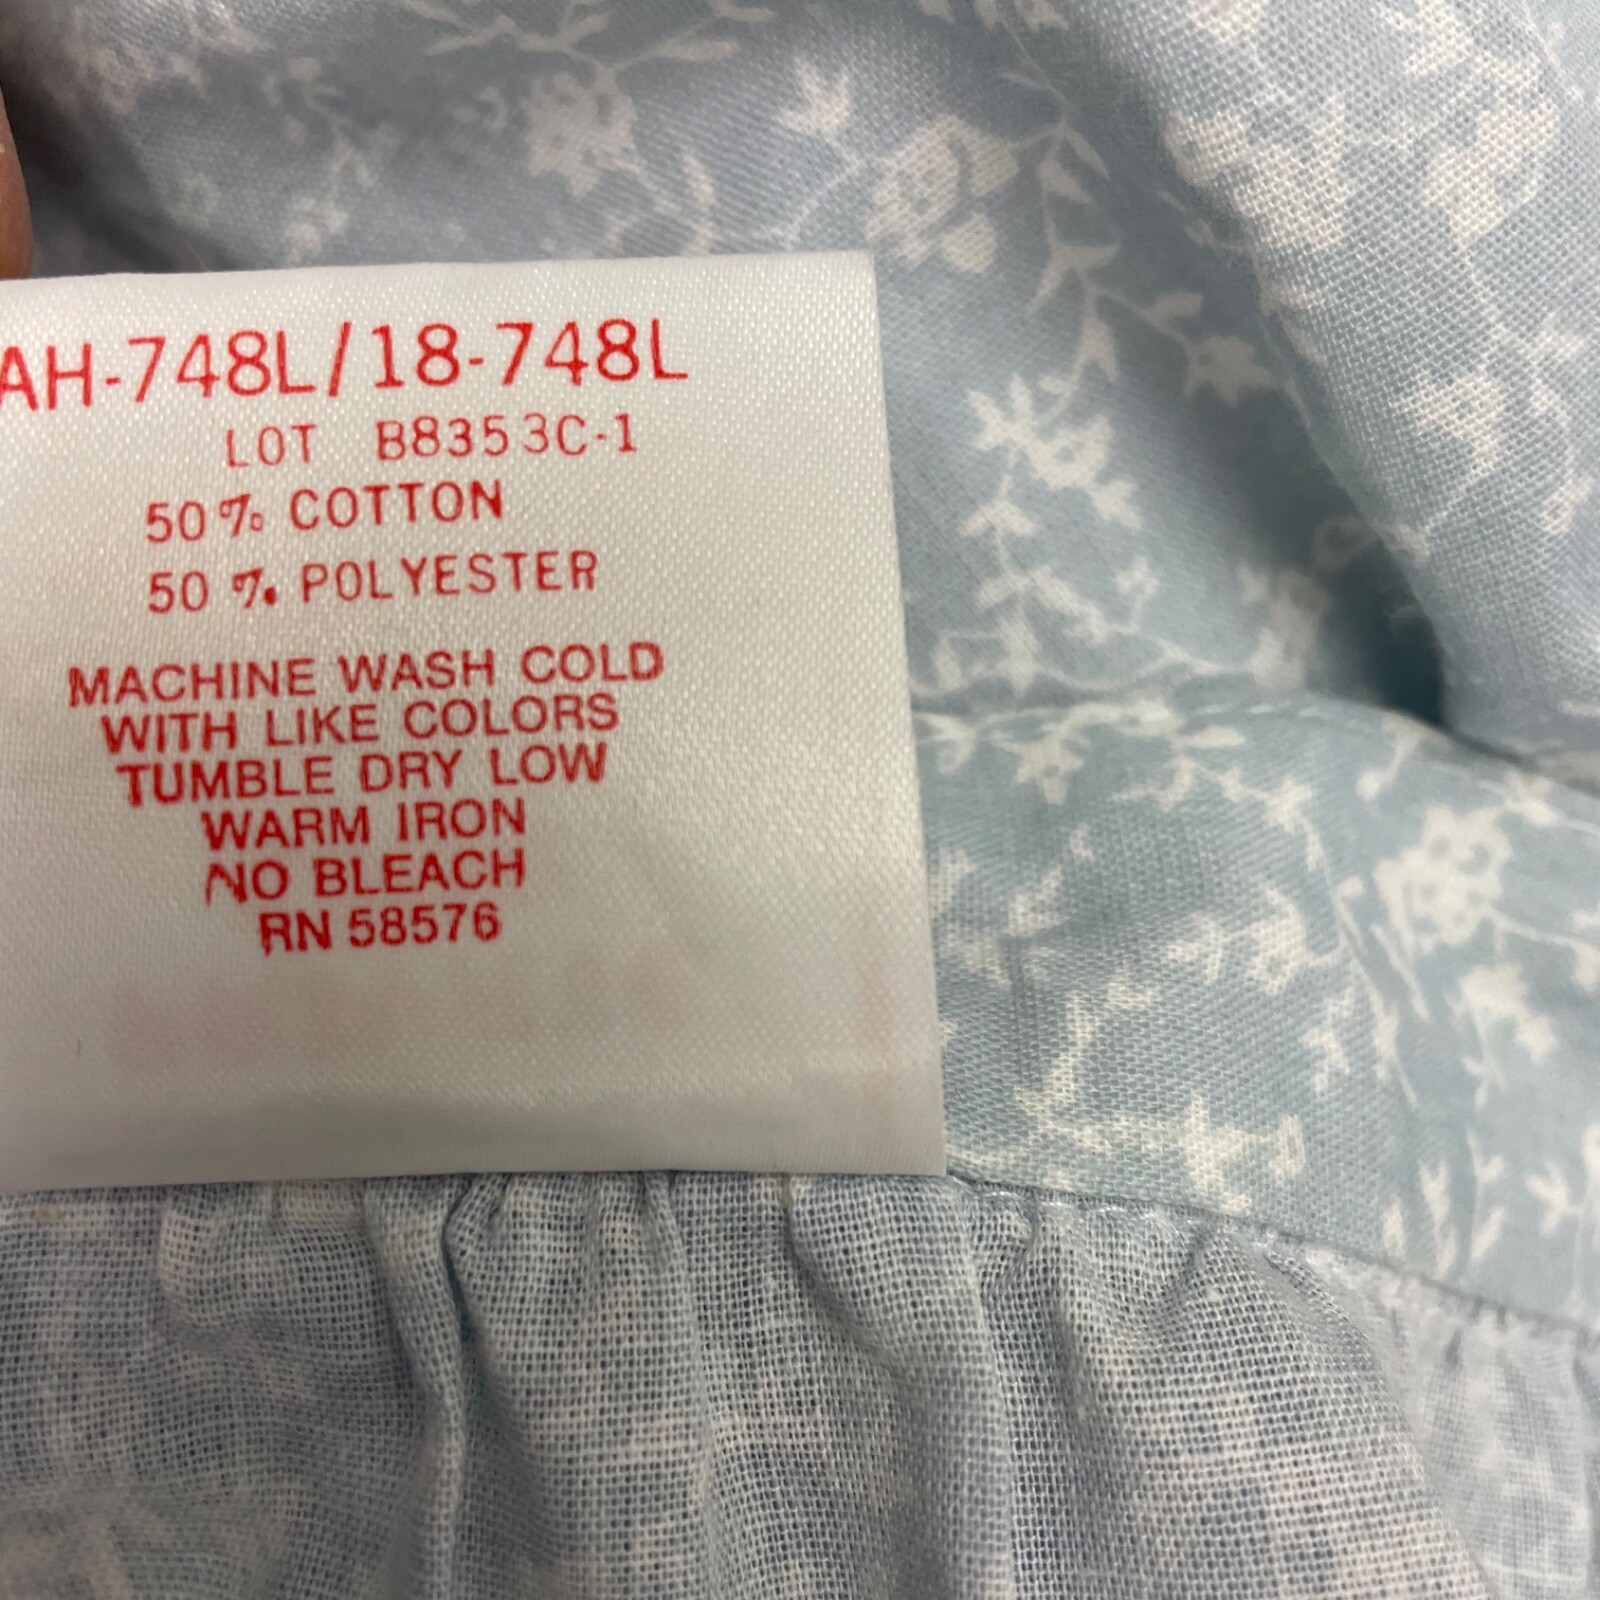 AH-748L/18-748L
LOT B8353C-1
50% COTTON
50% POLYESTER
MACHINE WASH COLD
WITH LIKE COLORS
TUMBLE DRY LOW
WARM IRON
NO BLEACH
RN 58576